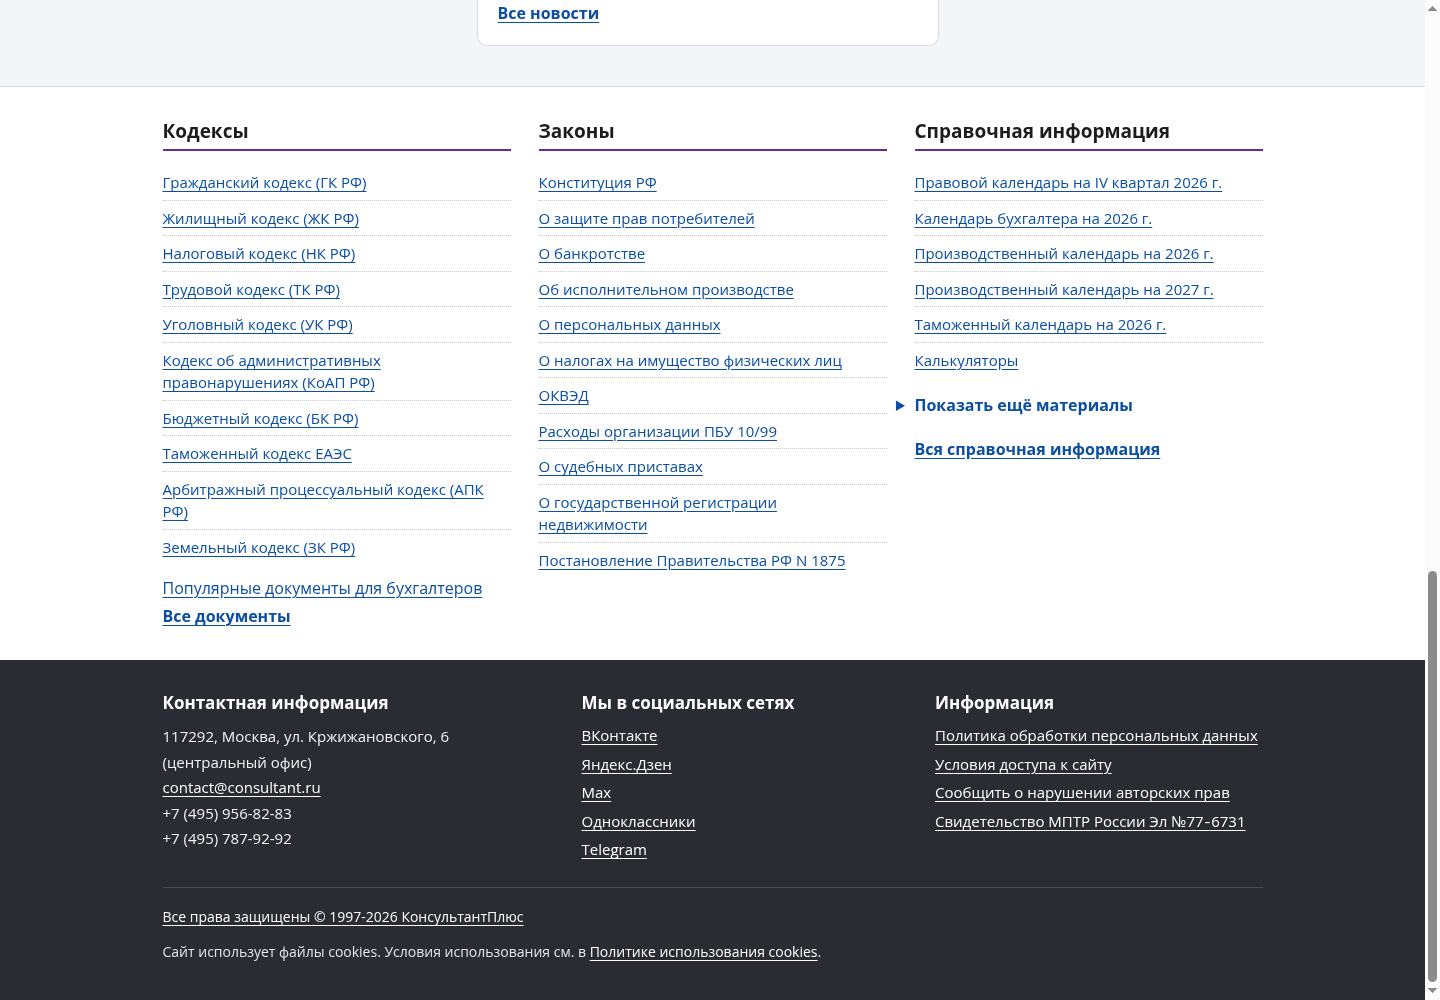 Все новости
Кодексы
Гражданский кодекс (ГК РФ)
Жилищный кодекс (ЖК РФ)
Налоговый кодекс (НК РФ)
Трудовой кодекс (ТК РФ)
Уголовный кодекс (УК РФ)
Кодекс об административных
правонарушениях (КоАП РФ)
Бюджетный кодекс (БК РФ)
Таможенный кодекс ЕАЭС
Арбитражный процессуальный кодекс (АПК
РФ)
Земельный кодекс (ЗК РФ)
Популярные документы для бухгалтеров
Все документы
Законы
Конституция РФ
О защите прав потребителей
О банкротстве
Об исполнительном производстве
О персональных данных
О налогах на имущество физических лиц
ОКВЭД
Расходы организации ПБУ 10/99
О судебных приставах
О государственной регистрации
недвижимости
Постановление Правительства РФ N 1875
Справочная информация
Правовой календарь на IV квартал 2026 г.
Календарь бухгалтера на 2026 г.
Производственный календарь на 2026 г.
Производственный календарь на 2027 г.
Таможенный календарь на 2026 г.
Калькуляторы
Показать ещё материалы
Вся справочная информация
Контактная информация
117292, Москва, ул. Кржижановского, 6
(центральный офис)
contact@consultant.ru
+7 (495) 956-82-83
+7 (495) 787-92-92
Мы в социальных сетях
ВКонтакте
Яндекс.Дзен
Max
Одноклассники
Telegram
Информация
Политика обработки персональных данных
Условия доступа к сайту
Сообщить о нарушении авторских прав
Свидетельство МПТР России Эл №77-6731
Все права защищены © 1997-2026 КонсультантПлюс
Сайт использует файлы cookies. Условия использования см. в Политике использования cookies.